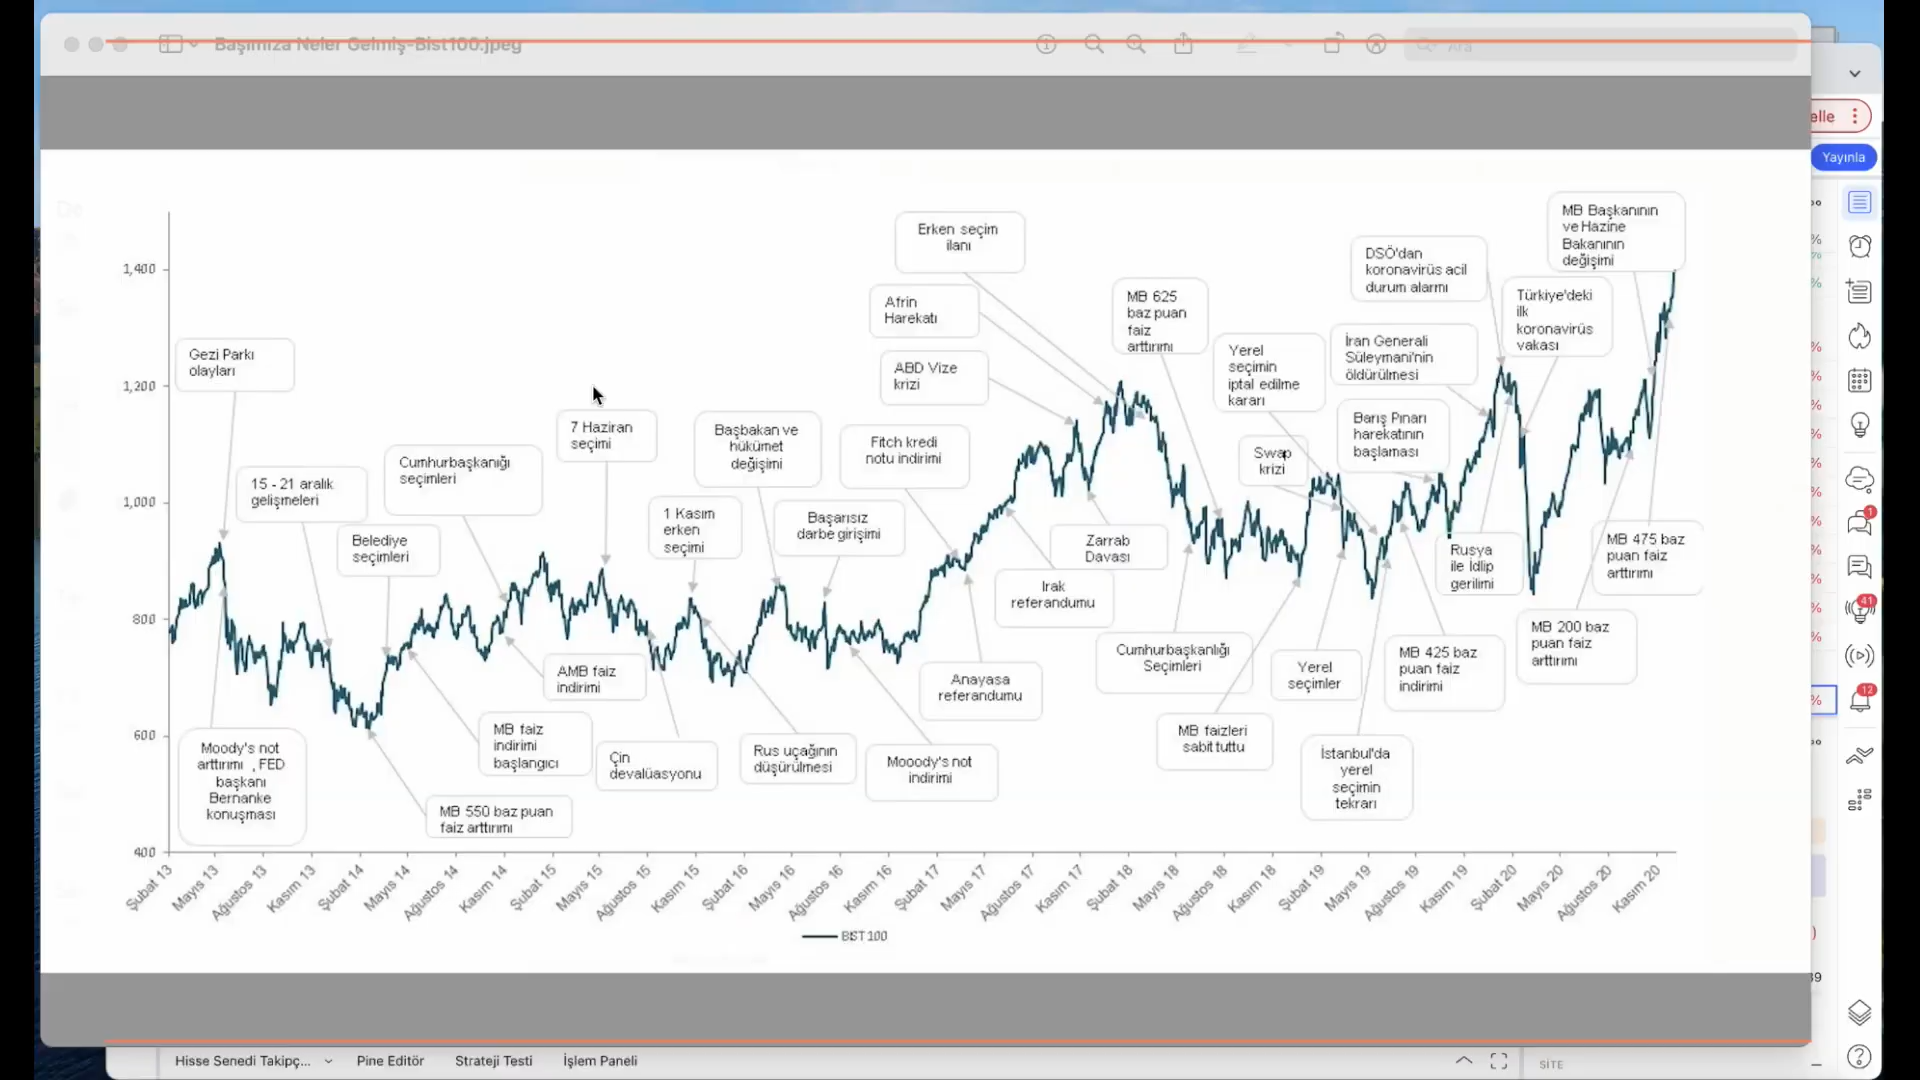 Başımıza Neler Gelmiş-Bist100.jpeg
Ara
elle
Yayınla
1,400
1,200
1,000
800
600
400
Gezi Parkı
olayları
15 - 21 aralık
gelişmeleri
Belediye
seçimleri
Cumhurbaşkanığı
seçimleri
7 Haziran
seçimi
1 Kasım
erken
seçimi
Başbakan ve
hükümet
değişimi
Başarısız
darbe girişimi
Fitch kredi
notu indirimi
Erken seçim
ilanı
Afrin
Harekatı
ABD Vize
krizi
MB 625
baz puan
faiz
arttırımı
Yerel
seçimin
iptal edilme
kararı
Swap
krizi
DSÖ'dan
koronavirüs acil
durum alarmı
İran Generali
Süleymani'nin
öldürülmesi
Barış Pınarı
harekatının
başlaması
Türkiye'deki
ilk
koronavirüs
vakası
MB Başkanının
ve Hazine
Bakanının
değişimi
Moody's not
arttırımı , FED
başkanı
Bernanke
konuşması
MB 550 baz puan
faiz arttırımı
MB faiz
indirimi
başlangıcı
AMB faiz
indirimi
Çin
devalüasyonu
Rus uçağının
düşürülmesi
Mooody's not
indirimi
Anayasa
referandumu
Irak
referandumu
Zarrab
Davası
Cumhurbaşkanlığı
Seçimleri
MB faizleri
sabit tuttu
Yerel
seçimler
İstanbul'da
yerel
seçimin
tekrarı
MB 425 baz
puan faiz
indirimi
Rusya
ile İdlip
gerilimi
MB 200 baz
puan faiz
arttırımı
MB 475 baz
puan faiz
arttırımı
Şubat 13
Mayıs 13
Ağustos 13
Kasım 13
Şubat 14
Mayıs 14
Ağustos 14
Kasım 14
Şubat 15
Mayıs 15
Ağustos 15
Kasım 15
Şubat 16
Mayıs 16
Ağustos 16
Kasım 16
Şubat 17
Mayıs 17
Ağustos 17
Kasım 17
Şubat 18
Mayıs 18
Ağustos 18
Kasım 18
Şubat 19
Mayıs 19
Ağustos 19
Kasım 19
Şubat 20
Mayıs 20
Ağustos 20
Kasım 20
BIST100
1
41
12
Hisse Senedi Takipç... Pine Editör Strateji Testi İşlem Paneli
SİTE